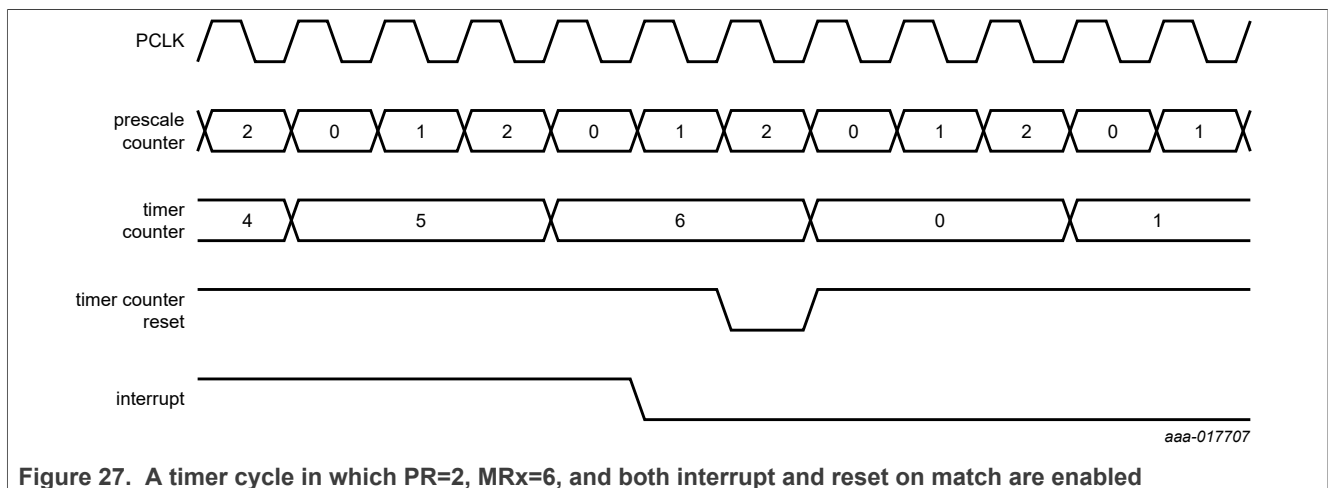 PCLK
prescale
counter
2 0 1 2 0 1 2 0 1 2 0 1
timer
counter
4 5 6 0 1
timer counter
reset
interrupt
aaa-017707
Figure 27. A timer cycle in which PR=2, MRx=6, and both interrupt and reset on match are enabled